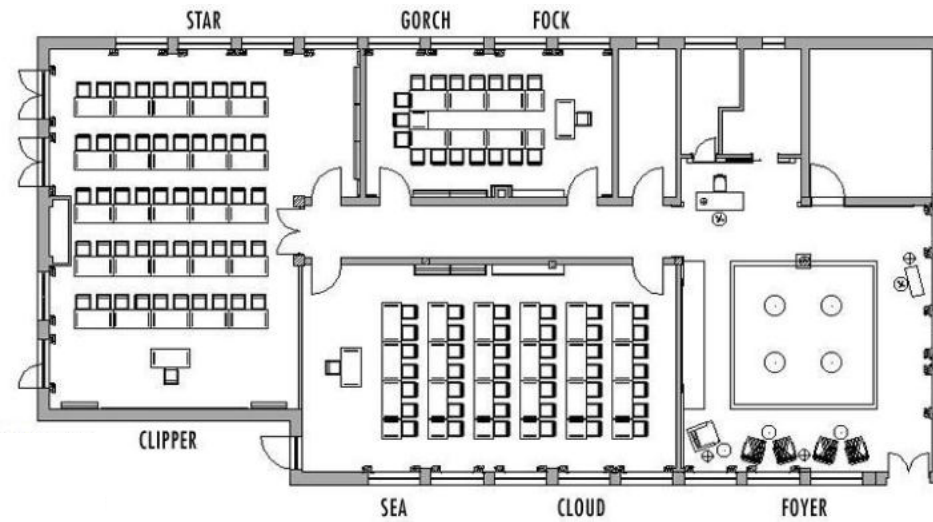 STAR
GORCH FOCK
CLIPPER
SEA CLOUD
FOYER